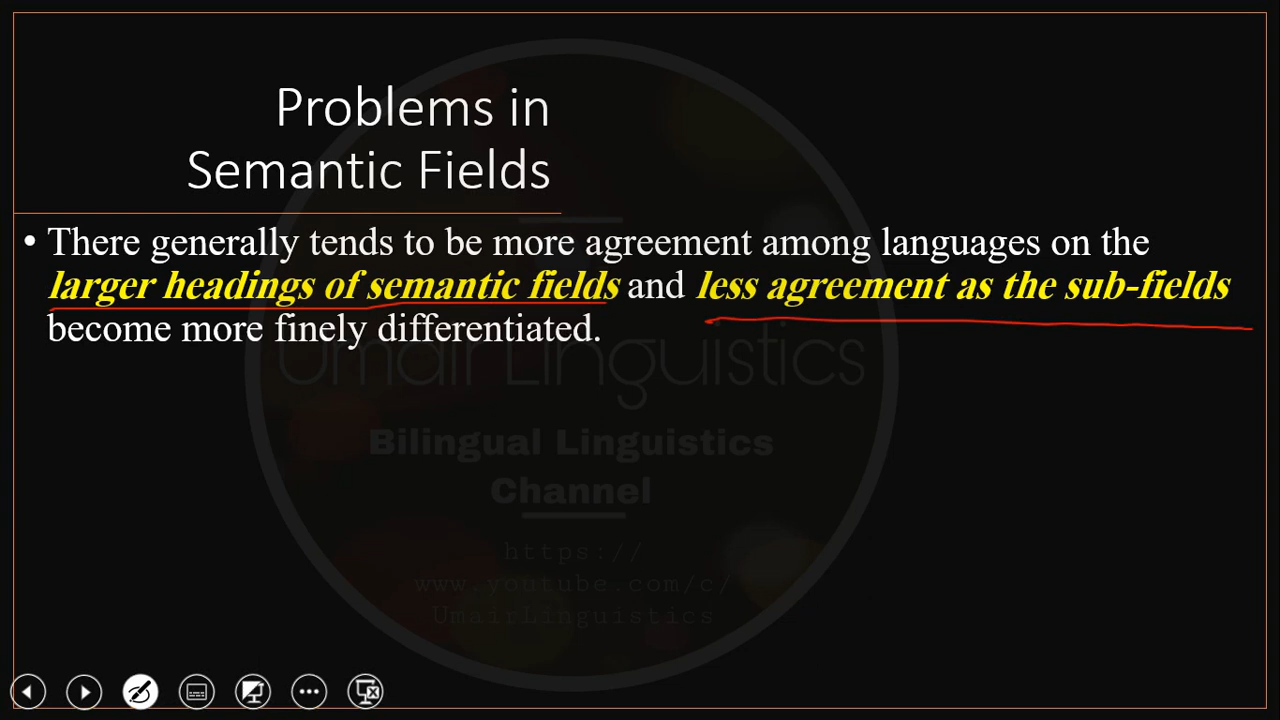 Problems in
Semantic Fields
• There generally tends to be more agreement among languages on the
larger headings of semantic fields and less agreement as the sub-fields
become more finely differentiated.
Umair Linguistics
Bilingual Linguistics
Channel
https://
www.youtube.com/c/
UmairLinguistics